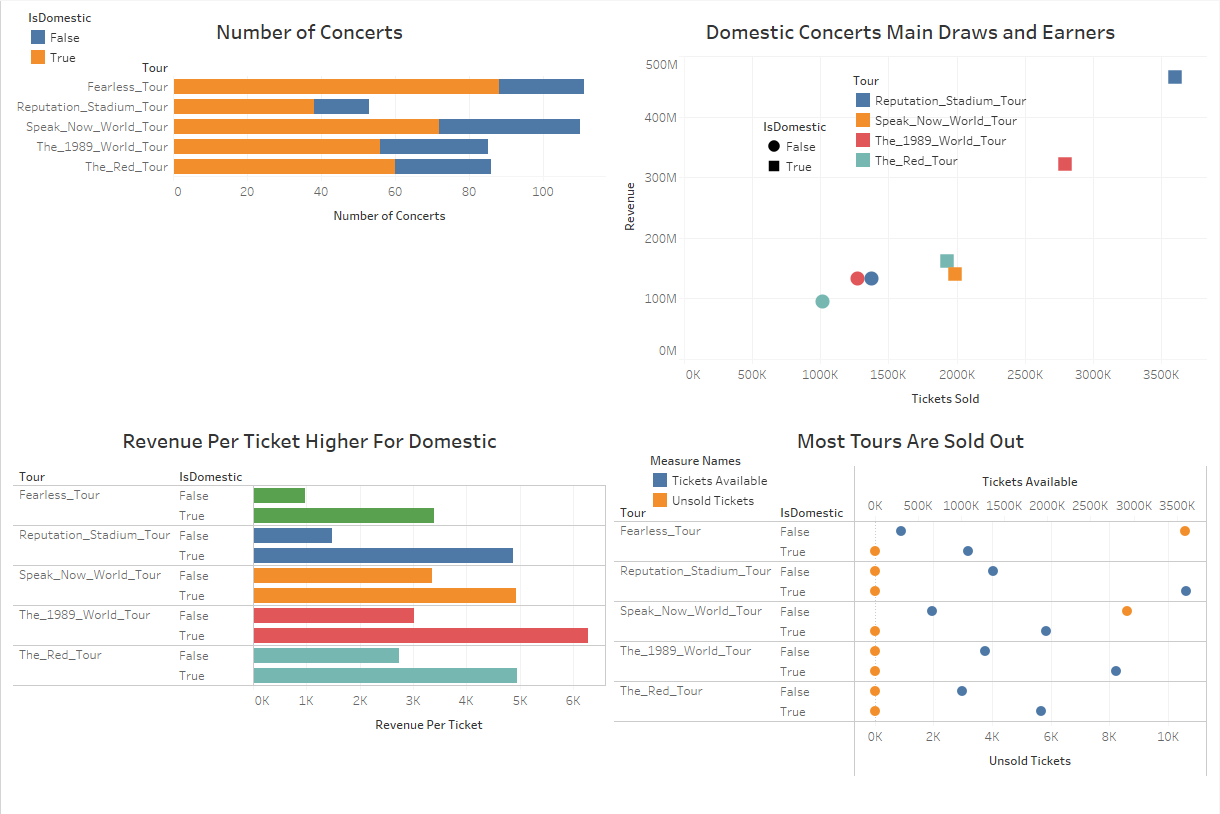 IsDomestic
False
True
Number of Concerts
Tour
Fearless_Tour
Reputation_Stadium_Tour
Speak_Now_World_Tour
The_1989_World_Tour
The_Red_Tour
0 20 40 60 80 100
Number of Concerts
Domestic Concerts Main Draws and Earners
500M
400M
300M
200M
100M
0M
Revenue
Tour
Reputation_Stadium_Tour
Speak_Now_World_Tour
The_1989_World_Tour
The_Red_Tour
IsDomestic
False
True
0K 500K 1000K 1500K 2000K 2500K 3000K 3500K
Tickets Sold
Revenue Per Ticket Higher For Domestic
Tour IsDomestic
Fearless_Tour False
True
Reputation_Stadium_Tour False
True
Speak_Now_World_Tour False
True
The_1989_World_Tour False
True
The_Red_Tour False
True
0K 1K 2K 3K 4K 5K 6K
Revenue Per Ticket
Most Tours Are Sold Out
Measure Names
Tickets Available
Unsold Tickets
Tickets Available
0K 500K 1000K 1500K 2000K 2500K 3000K 3500K
Tour IsDomestic
Fearless_Tour False
True
Reputation_Stadium_Tour False
True
Speak_Now_World_Tour False
True
The_1989_World_Tour False
True
The_Red_Tour False
True
0K 2K 4K 6K 8K 10K
Unsold Tickets